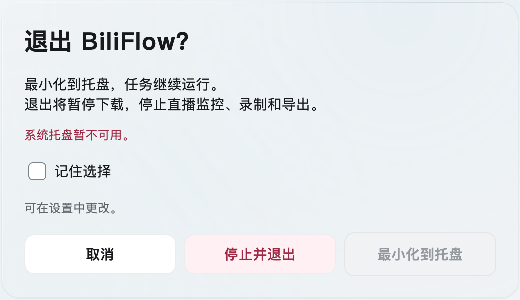 退出 BiliFlow?
最小化到托盘，任务继续运行。
退出将暂停下载，停止直播监控、录制和导出。
系统托盘暂不可用。
记住选择
可在设置中更改。
取消
停止并退出
最小化到托盘